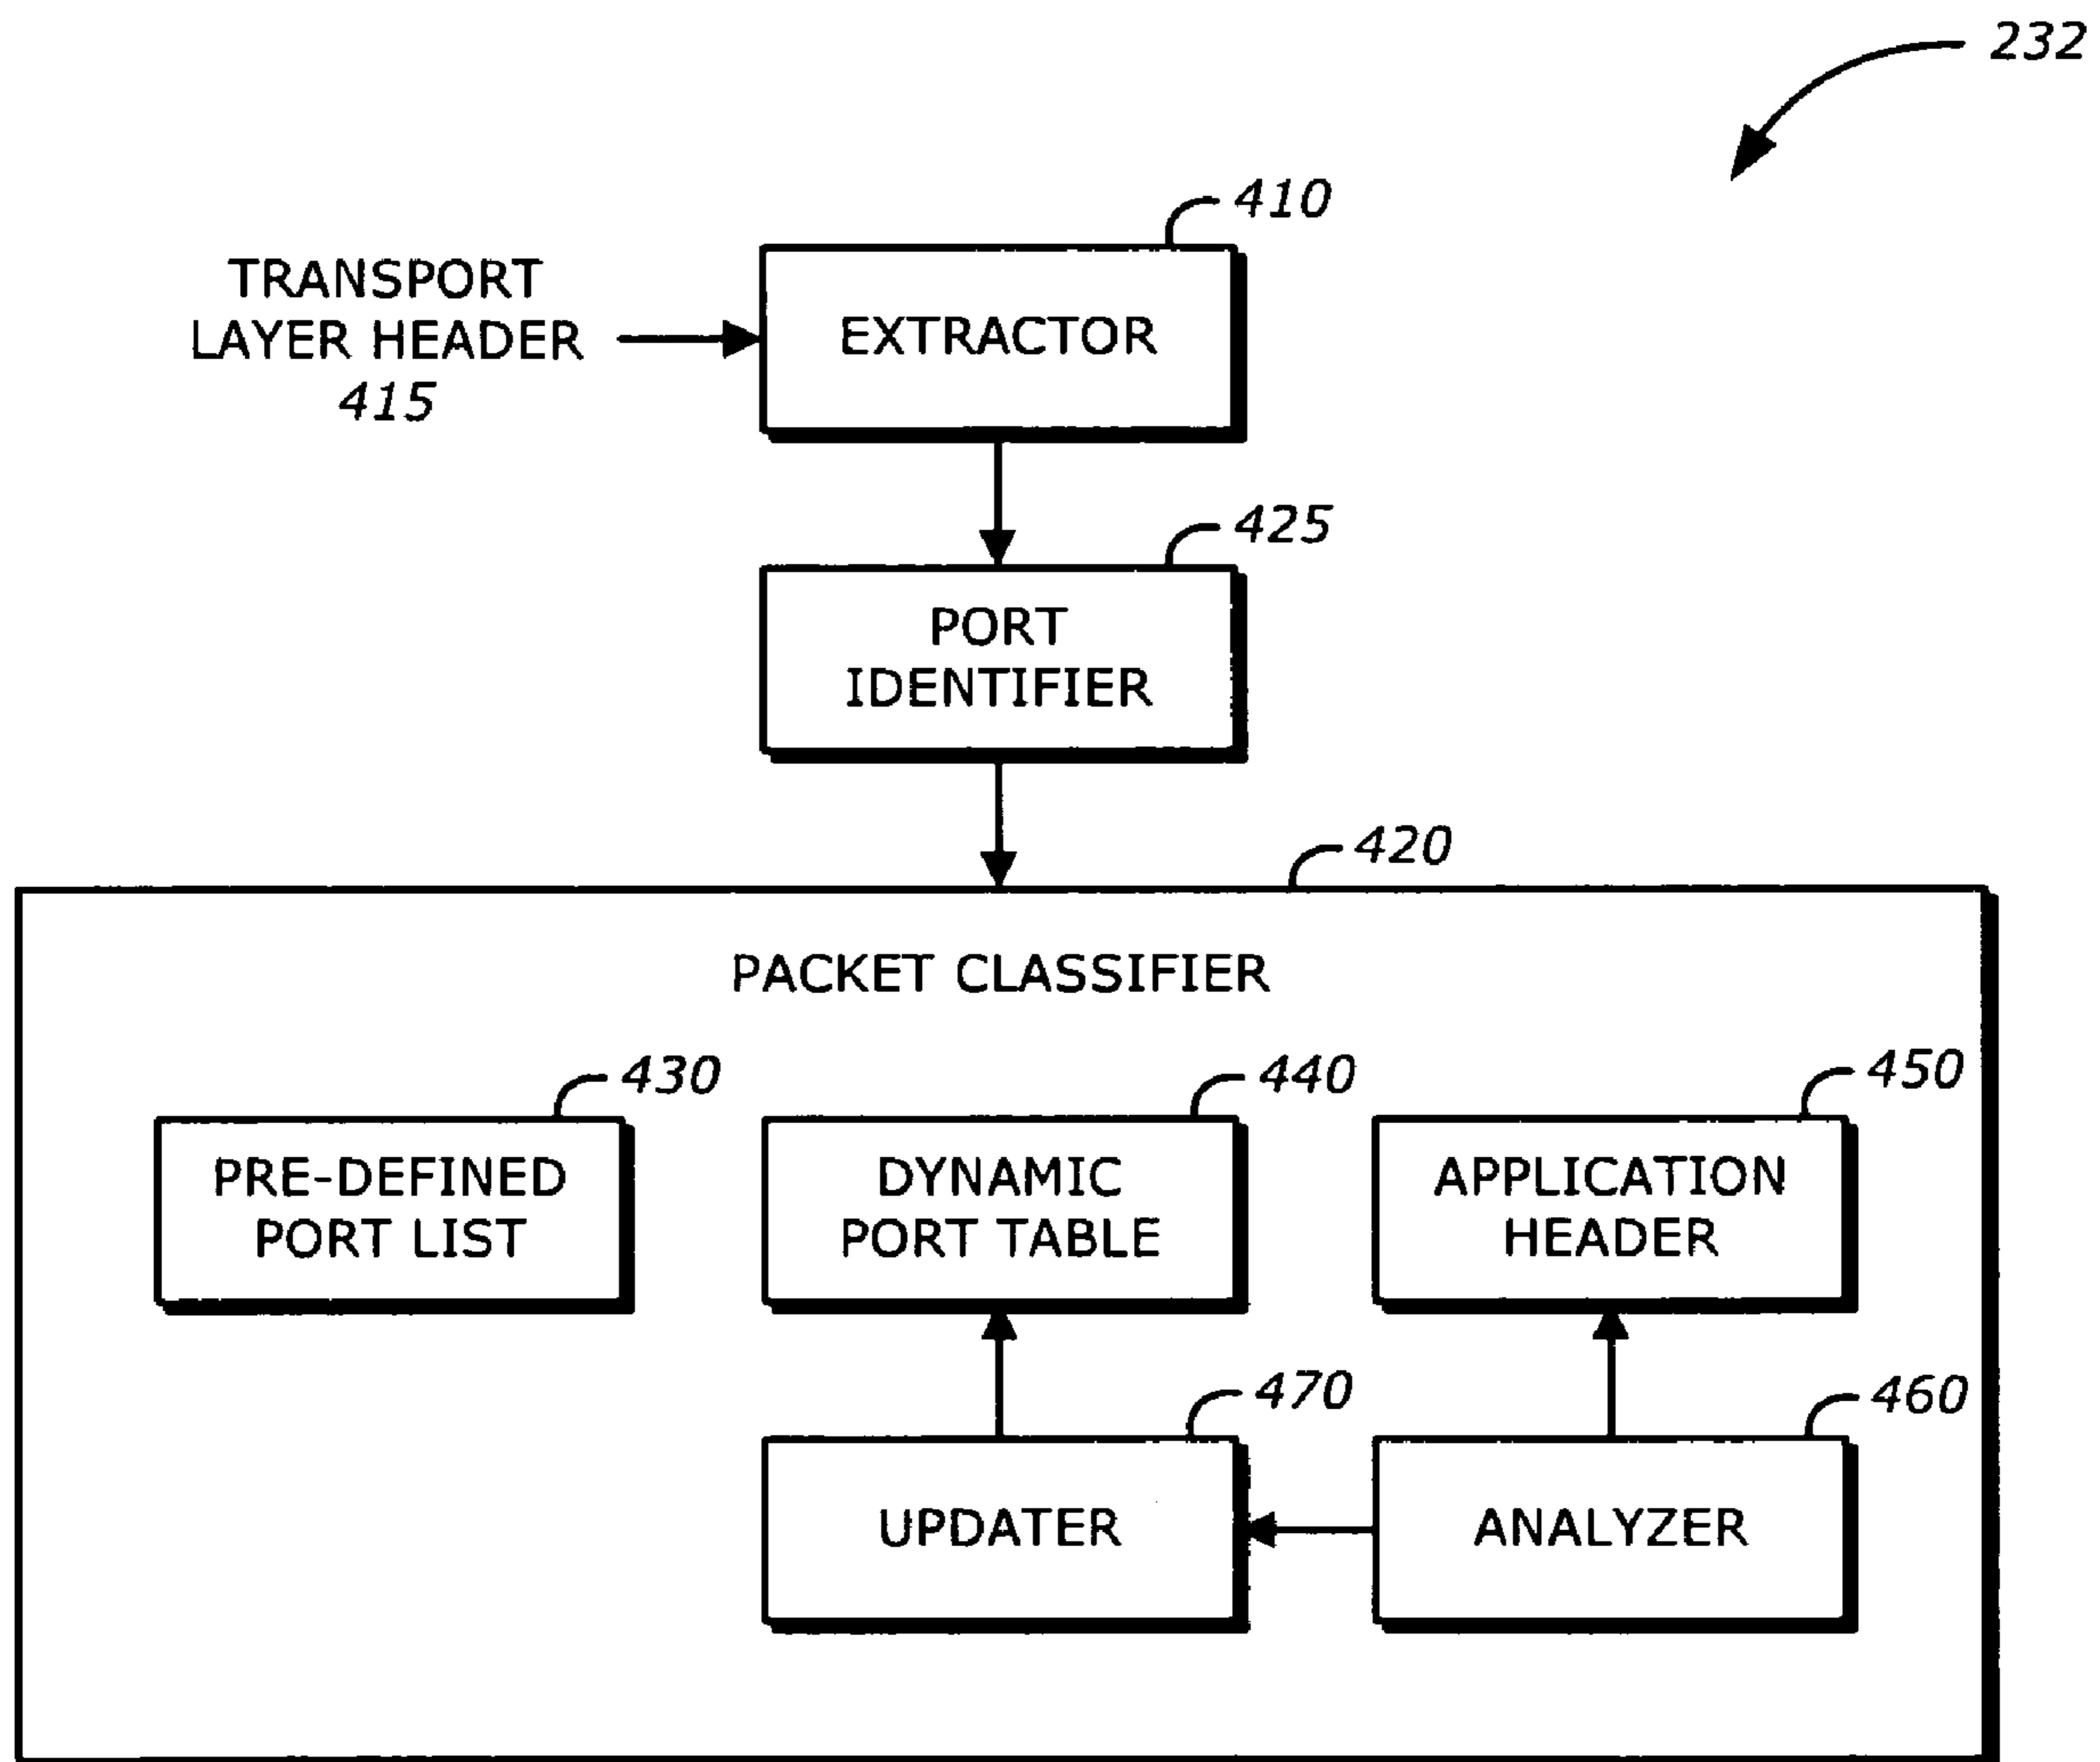 232
410
TRANSPORT
LAYER HEADER
415
EXTRACTOR
425
PORT
IDENTIFIER
420
PACKET CLASSIFIER
430
440
450
PRE-DEFINED
PORT LIST
DYNAMIC
PORT TABLE
APPLICATION
HEADER
470
460
UPDATER
ANALYZER